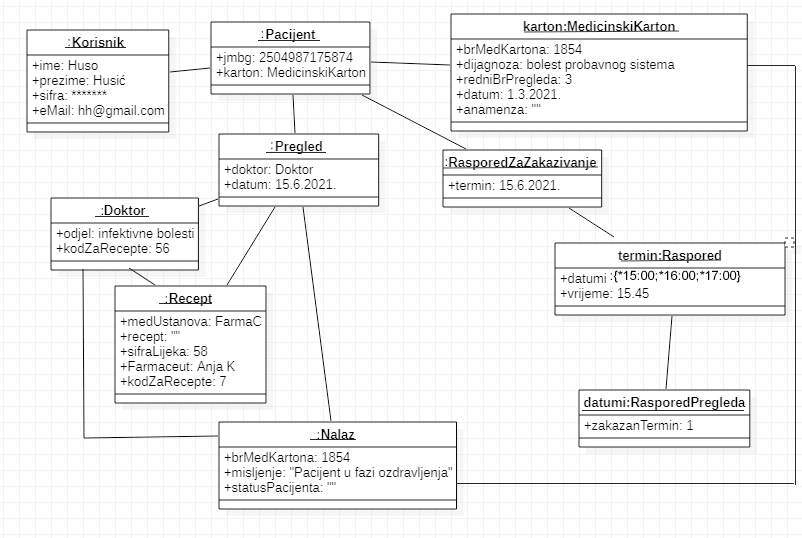 :Korisnik
+ime: Huso
+prezime: Husić
+sifra: *******
+eMail: hh@gmail.com
:Pacijent
+jmbg: 2504987175874
+karton: MedicinskiKarton
karton:MedicinskiKarton
+brMedKartona: 1854
+dijagnoza: bolest probavnog sistema
+redniBrPregleda: 3
+datum: 1.3.2021.
+anamenza: ""
:Pregled
+doktor: Doktor
+datum: 15.6.2021.
:RasporedZaZakazivanje
+termin: 15.6.2021.
:Doktor
+odjel: infektivne bolesti
+kodZaRecepte: 56
termin:Raspored
+datumi :{*15:00;*16:00;*17:00}
+vrijeme: 15.45
:Recept
+medUstanova: FarmaC
+recept: ""
+sifraLijeka: 58
+Farmaceut: Anja K
+kodZaRecepte: 7
datumi:RasporedPregleda
+zakazanTermin: 1
:Nalaz
+brMedKartona: 1854
+misljenje: "Pacijent u fazi ozdravljenja"
+statusPacijenta: ""